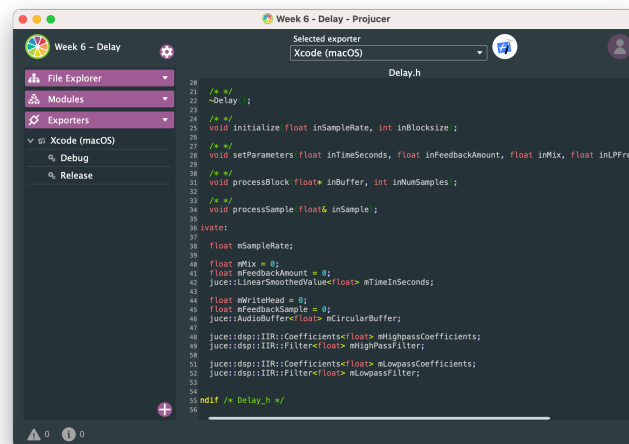 Week 6 - Delay - Projucer
Week 6 - Delay
Selected exporter
Xcode (macOS)
File Explorer
Modules
Exporters
Xcode (macOS)
Debug
Release
Delay.h
20
21 /* */
22 ~Delay();
23
24 /* */
25 void initialize(float inSampleRate, int inBlocksize);
26
27 /* */
28 void setParameters(float inTimeSeconds, float inFeedbackAmount, float inMix, float inLPFre
29
30 /* */
31 void processBlock(float* inBuffer, int inNumSamples);
32
33 /* */
34 void processSample(float& inSample);
35
36 ivate:
37
38 float mSampleRate;
39
40 float mMix = 0;
41 float mFeedbackAmount = 0;
42 juce::LinearSmoothedValue<float> mTimeInSeconds;
43
44 float mWriteHead = 0;
45 float mFeedbackSample = 0;
46 juce::AudioBuffer<float> mCircularBuffer;
47
48 juce::dsp::IIR::Coefficients<float> mHighpassCoefficients;
49 juce::dsp::IIR::Filter<float> mHighPassFilter;
50
51 juce::dsp::IIR::Coefficients<float> mLowpassCoefficients;
52 juce::dsp::IIR::Filter<float> mLowpassFilter;
53
54
55 ndif /* Delay_h */
56
0 0